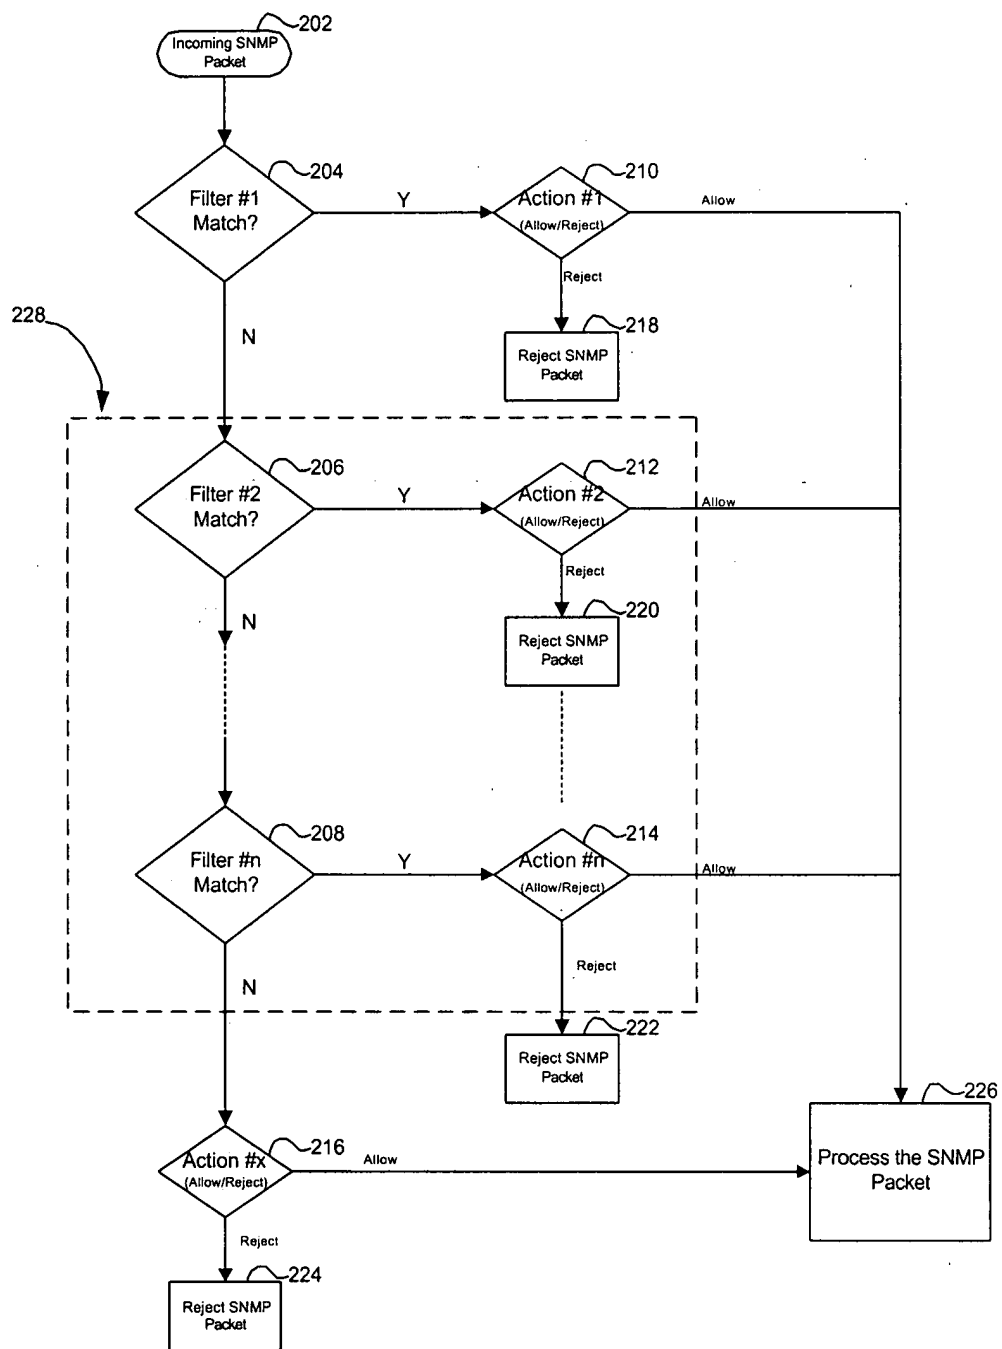 202
Incoming SNMP
Packet
204
Filter #1
Match?
Y
210
Action #1
(Allow/Reject)
Allow
Reject
218
Reject SNMP
Packet
N
228
206
Filter #2
Match?
Y
212
Action #2
(Allow/Reject)
Allow
Reject
220
Reject SNMP
Packet
N
208
Filter #n
Match?
Y
214
Action #n
(Allow/Reject)
Allow
Reject
222
Reject SNMP
Packet
N
216
Action #x
(Allow/Reject)
Allow
226
Process the SNMP
Packet
Reject
224
Reject SNMP
Packet